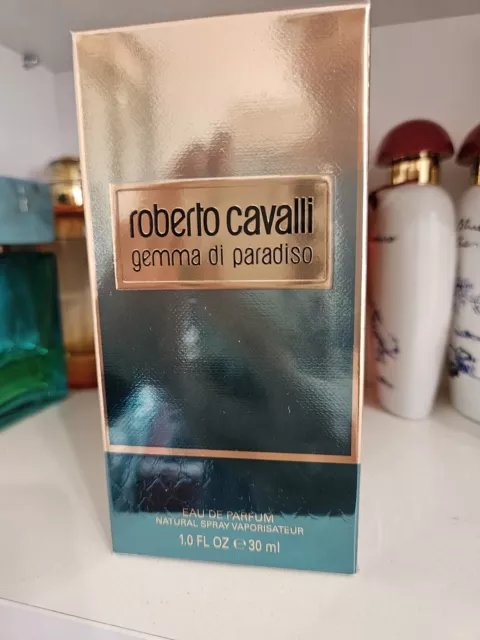 roberto cavalli
gemma di paradiso
EAU DE PARFUM
NATURAL SPRAY VAPORISATEUR
1.0 FL OZ ℮ 30 ml